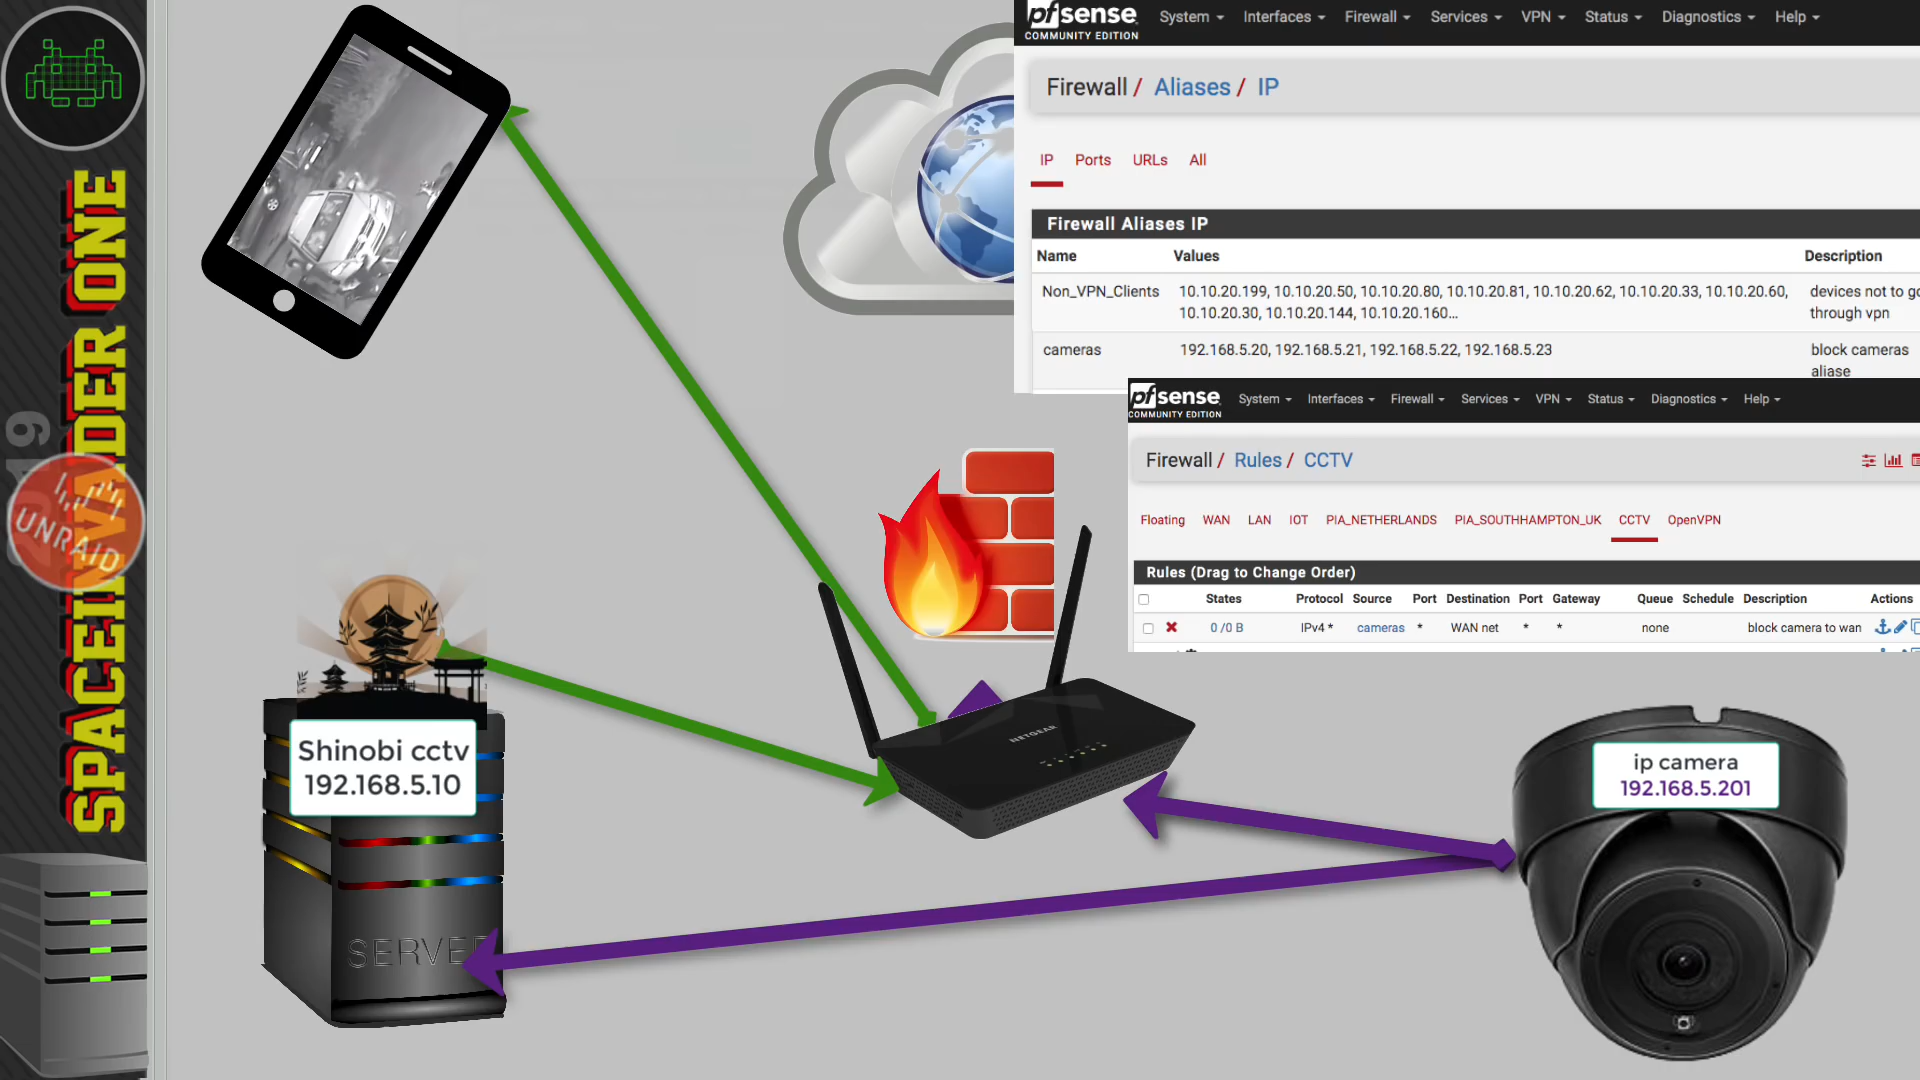 SPACEINVADER ONE
2019
UNRAID
pfsense
COMMUNITY EDITION
System Interfaces Firewall Services VPN Status Diagnostics Help
Firewall / Aliases / IP
IP Ports URLs All
Firewall Aliases IP
Name Values Description
Non_VPN_Clients 10.10.20.199, 10.10.20.50, 10.10.20.80, 10.10.20.81, 10.10.20.62, 10.10.20.33, 10.10.20.60, devices not to go
10.10.20.30, 10.10.20.144, 10.10.20.160... through vpn
cameras 192.168.5.20, 192.168.5.21, 192.168.5.22, 192.168.5.23 block cameras
aliase
pfsense
COMMUNITY EDITION
System Interfaces Firewall Services VPN Status Diagnostics Help
Firewall / Rules / CCTV
Floating WAN LAN IOT PIA_NETHERLANDS PIA_SOUTHHAMPTON_UK CCTV OpenVPN
Rules (Drag to Change Order)
States Protocol Source Port Destination Port Gateway Queue Schedule Description Actions
0 /0 B IPv4 * cameras * WAN net * * none block camera to wan
NETGEAR
Shinobi cctv
192.168.5.10
SERVER
ip camera
192.168.5.201